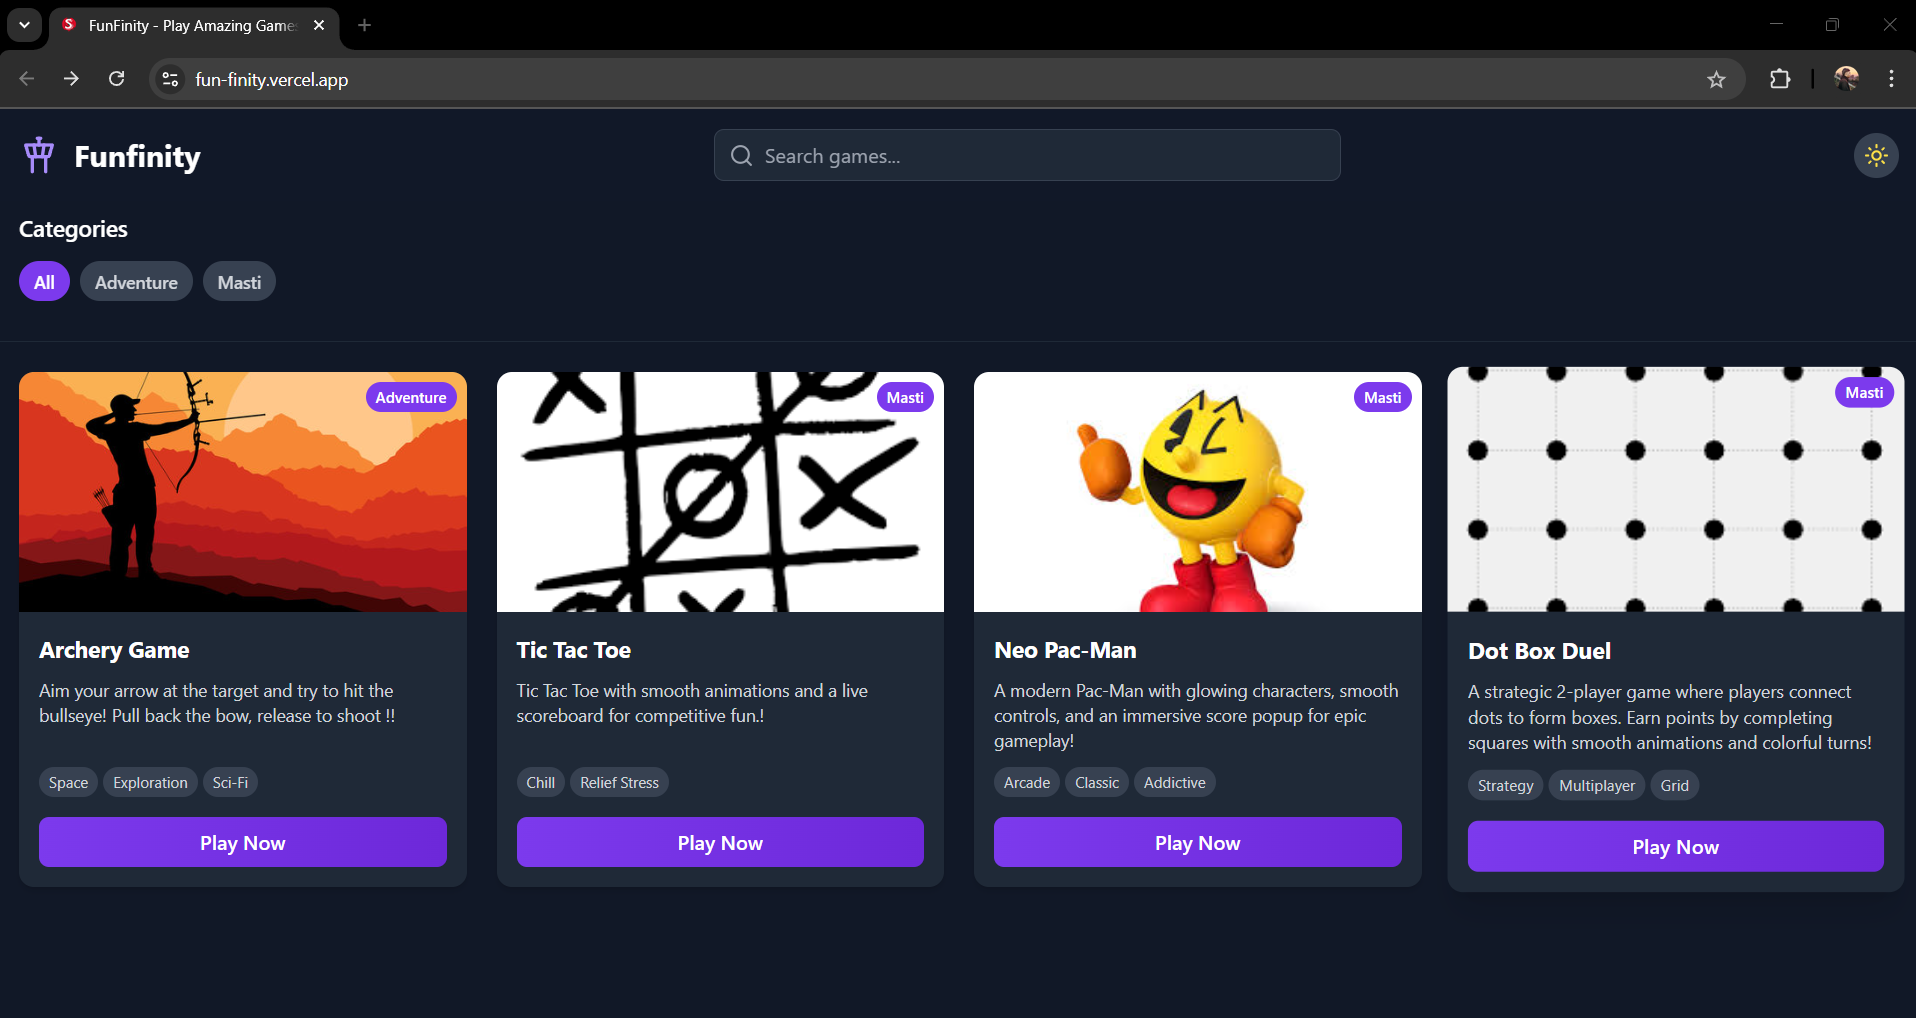 FunFinity - Play Amazing Games
fun-finity.vercel.app
Funfinity
Search games...
Categories
All
Adventure
Masti
Adventure
Archery Game
Aim your arrow at the target and try to hit the
bullseye! Pull back the bow, release to shoot !!
Space
Exploration
Sci-Fi
Play Now
Masti
Tic Tac Toe
Tic Tac Toe with smooth animations and a live
scoreboard for competitive fun.!
Chill
Relief Stress
Play Now
Masti
Neo Pac-Man
A modern Pac-Man with glowing characters, smooth
controls, and an immersive score popup for epic
gameplay!
Arcade
Classic
Addictive
Play Now
Masti
Dot Box Duel
A strategic 2-player game where players connect
dots to form boxes. Earn points by completing
squares with smooth animations and colorful turns!
Strategy
Multiplayer
Grid
Play Now